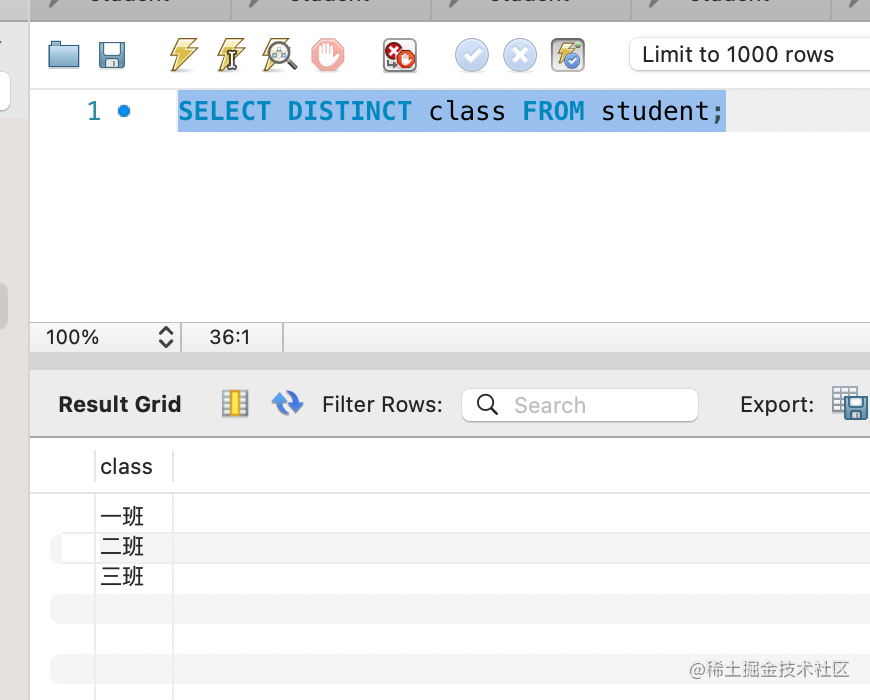 Limit to 1000 rows
1 SELECT DISTINCT class FROM student;
100% 36:1
Result Grid Filter Rows: Search Export:
class
一班
二班
三班
@稀土掘金技术社区